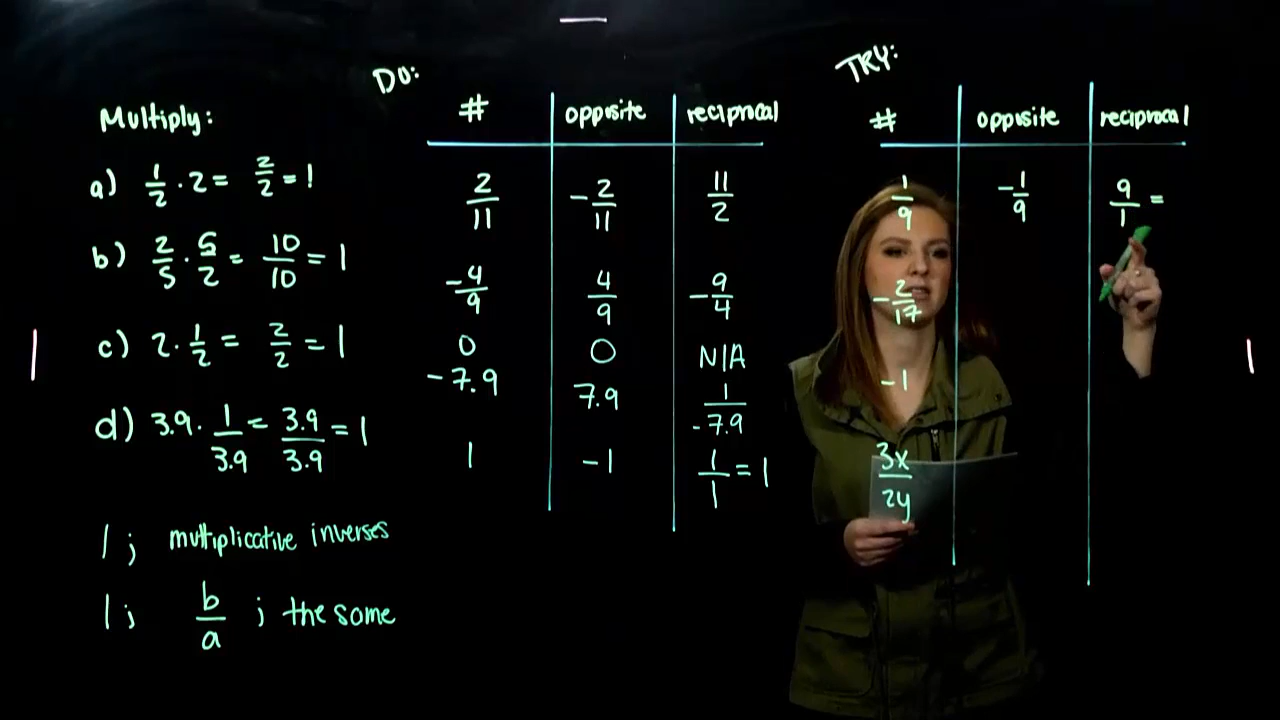 Multiply:
a) 1/2 · 2 = 2/2 = 1
b) 2/5 · 5/2 = 10/10 = 1
c) 2 · 1/2 = 2/2 = 1
d) 3.9 · 1/3.9 = 3.9/3.9 = 1
1; multiplicative inverses
1; b/a ; the same
DO:
# opposite reciprocal
2/11 -2/11 11/2
-4/9 4/9 -9/4
0 0 N/A
-7.9 7.9 1/-7.9
1 -1 1/1 = 1
TRY:
# opposite reciprocal
1/9 -1/9 9/1 =
-2/17
-1
3x/2y